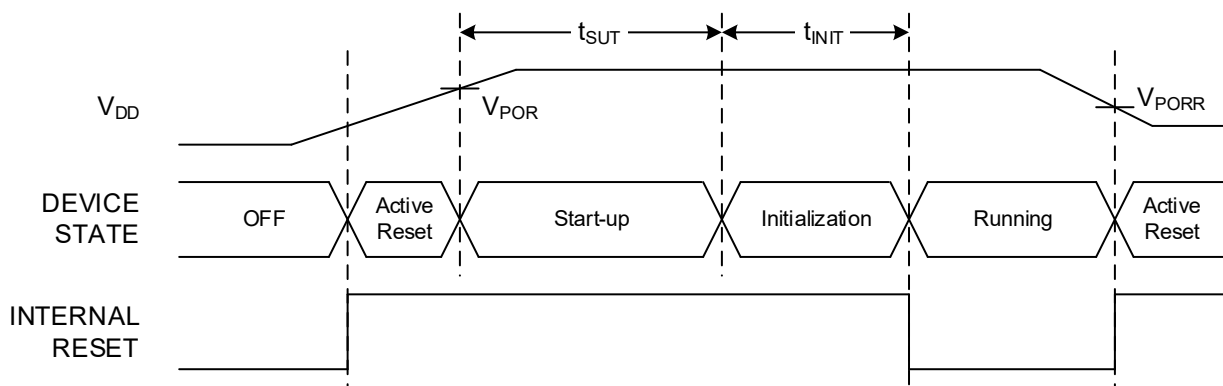 tSUT
tINIT
VDD
VPOR
VPORR
DEVICE
STATE
OFF
Active
Reset
Start-up
Initialization
Running
Active
Reset
INTERNAL
RESET